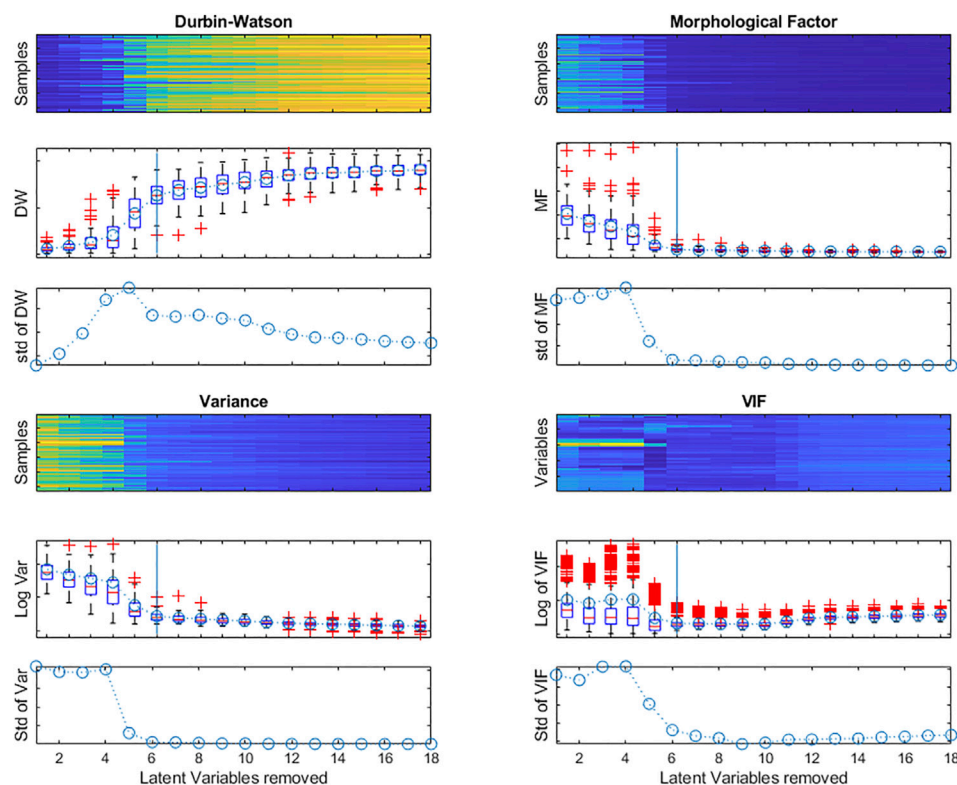 Durbin-Watson
Samples
DW
std of DW
Morphological Factor
Samples
MF
std of MF
Variance
Samples
Log Var
Std of Var
2 4 6 8 10 12 14 16 18
Latent Variables removed
VIF
Variables
Log of VIF
Std of VIF
2 4 6 8 10 12 14 16 18
Latent Variables removed